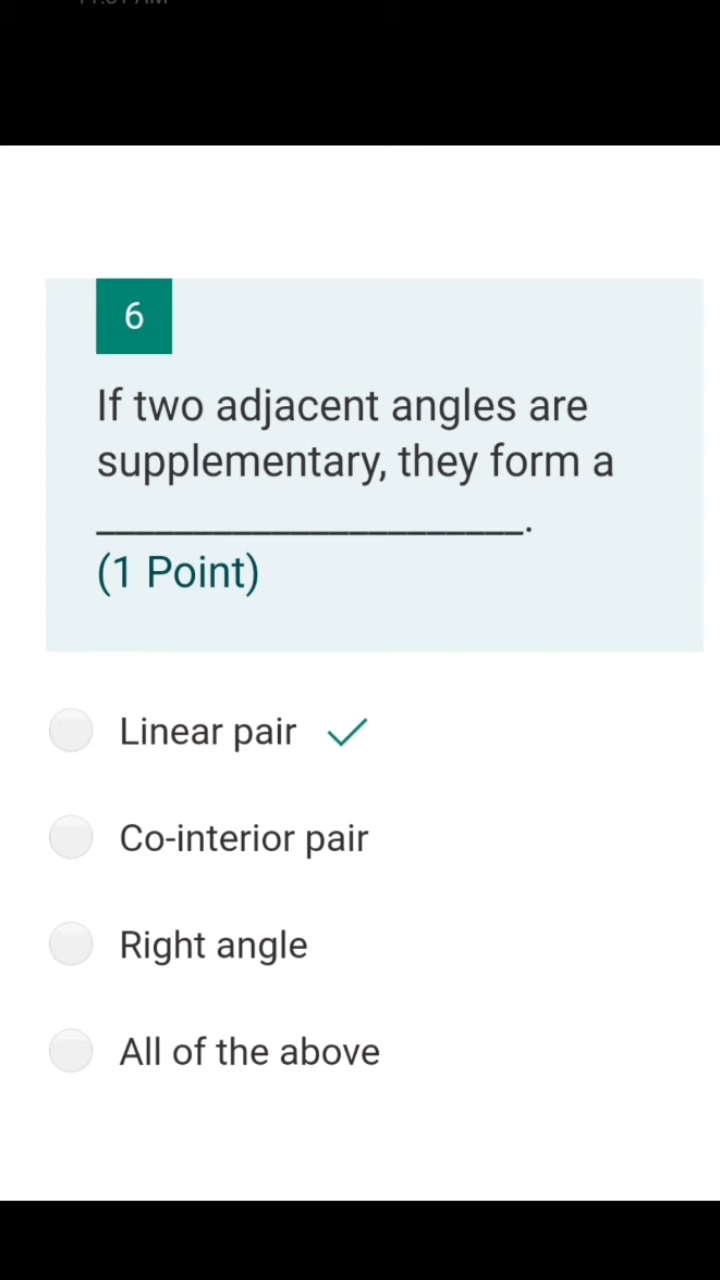 6
If two adjacent angles are
supplementary, they form a
______________________.
(1 Point)
Linear pair
Co-interior pair
Right angle
All of the above